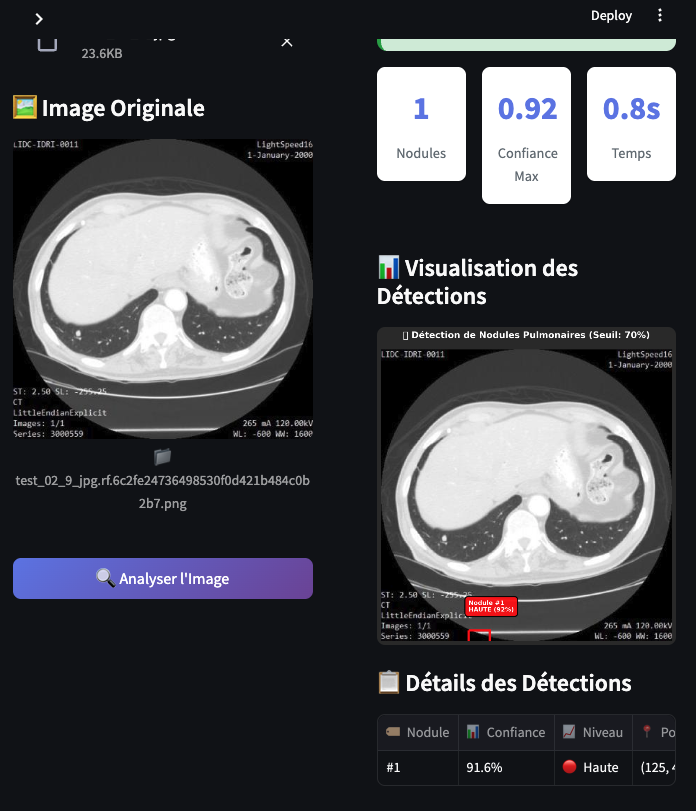 Deploy
23.6KB
Image Originale
LIDC-IDRI-0011
LightSpeed16
1-January-2000
ST: 2.50 SL: -255.25
CT
LittleEndianExplicit
Images: 1/1
Series: 3000559
265 mA 120.00kV
WL: -600 WW: 1600
test_02_9_jpg.rf.6c2fe24736498530f0d421b484c0b
2b7.png
Analyser l'Image
1
Nodules
0.92
Confiance
Max
0.8s
Temps
Visualisation des
Détections
Détection de Nodules Pulmonaires (Seuil: 70%)
LIDC-IDRI-0011
LightSpeed16
1-January-2000
ST: 2.50 SL: -255.25
CT
LittleEndianExplic
Images: 1/1
Series: 3000559
Nodule #1
HAUTE (92%)
265 mA 120.00kV
WL: -600 WW: 1600
Détails des Détections
Nodule Confiance Niveau Po
#1 91.6% Haute (125, 4